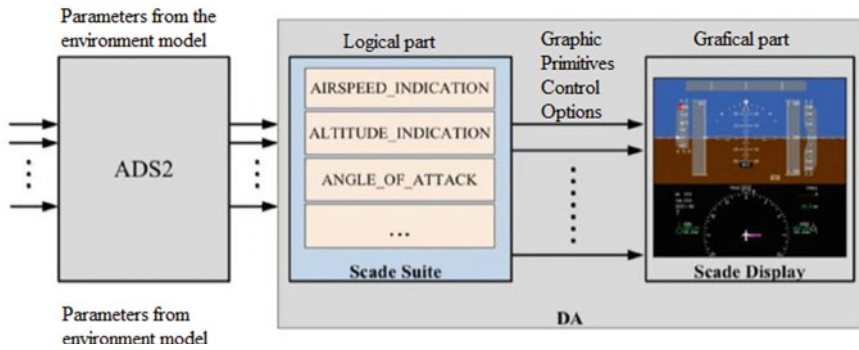 Parameters from the
environment model
Logical part
Graphic
Primitives
Control
Options
Grafical part
ADS2
AIRSPEED_INDICATION
ALTITUDE_INDICATION
ANGLE_OF_ATTACK
...
Scade Suite
Scade Display
DA
Parameters from
environment model